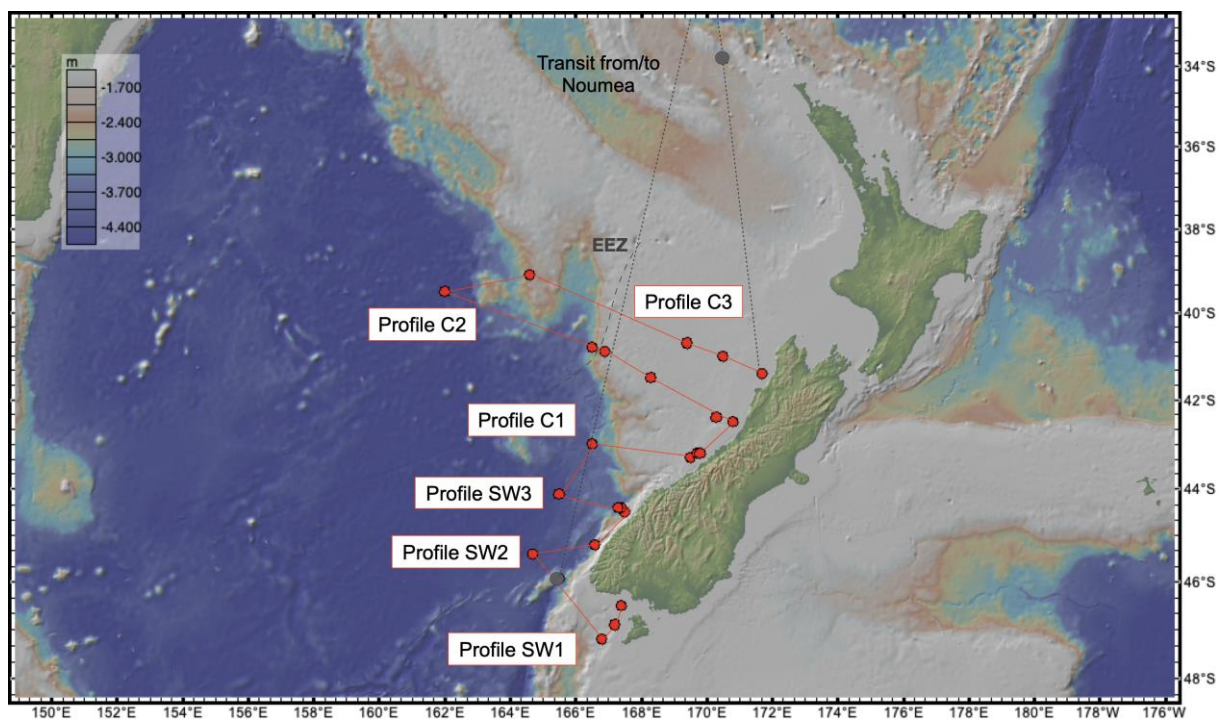 m
-1.700
-2.400
-3.000
-3.700
-4.400
Transit from/to
Noumea
EEZ
Profile C3
Profile C2
Profile C1
Profile SW3
Profile SW2
Profile SW1
34°S
36°S
38°S
40°S
42°S
44°S
46°S
48°S
150°E
152°E
154°E
156°E
158°E
160°E
162°E
164°E
166°E
168°E
170°E
172°E
174°E
176°E
178°E
180°E
178°W
176°W